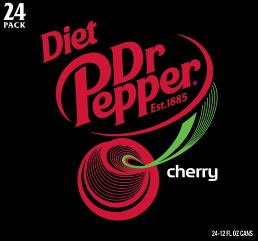 24
PACK
Diet
Dr
Pepper®
Est.1885
cherry
24-12 FL OZ CANS